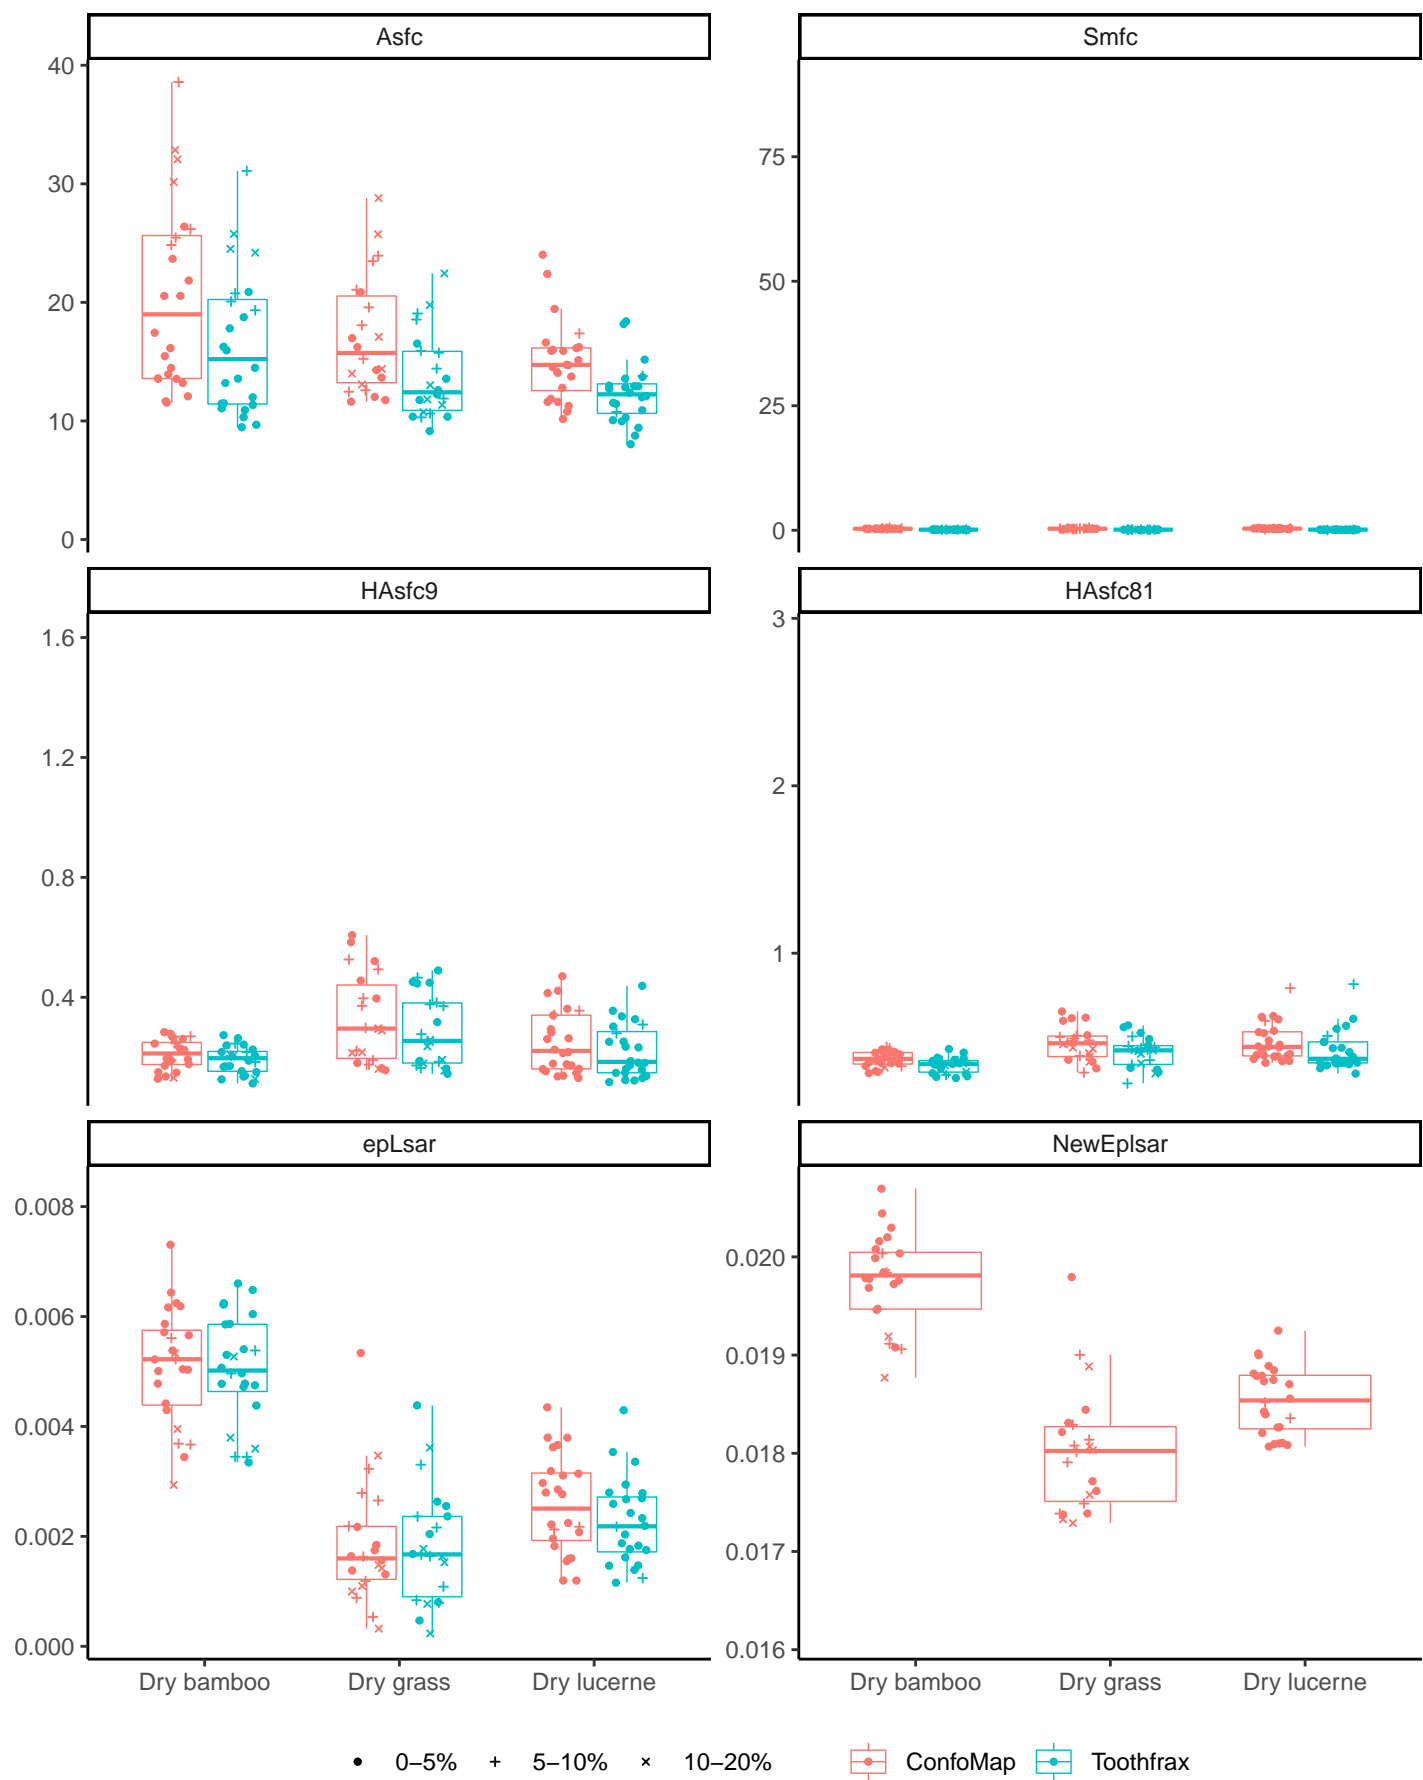 Asfc
Smfc
40
30
20
10
0
75
50
25
0
HAsfc9
HAsfc81
1.6
1.2
0.8
0.4
3
2
1
epLsar
NewEplsar
0.008
0.006
0.004
0.002
0.000
0.020
0.019
0.018
0.017
0.016
Dry bamboo Dry grass Dry lucerne
Dry bamboo Dry grass Dry lucerne
0–5% 5–10% 10–20% ConfoMap Toothfrax